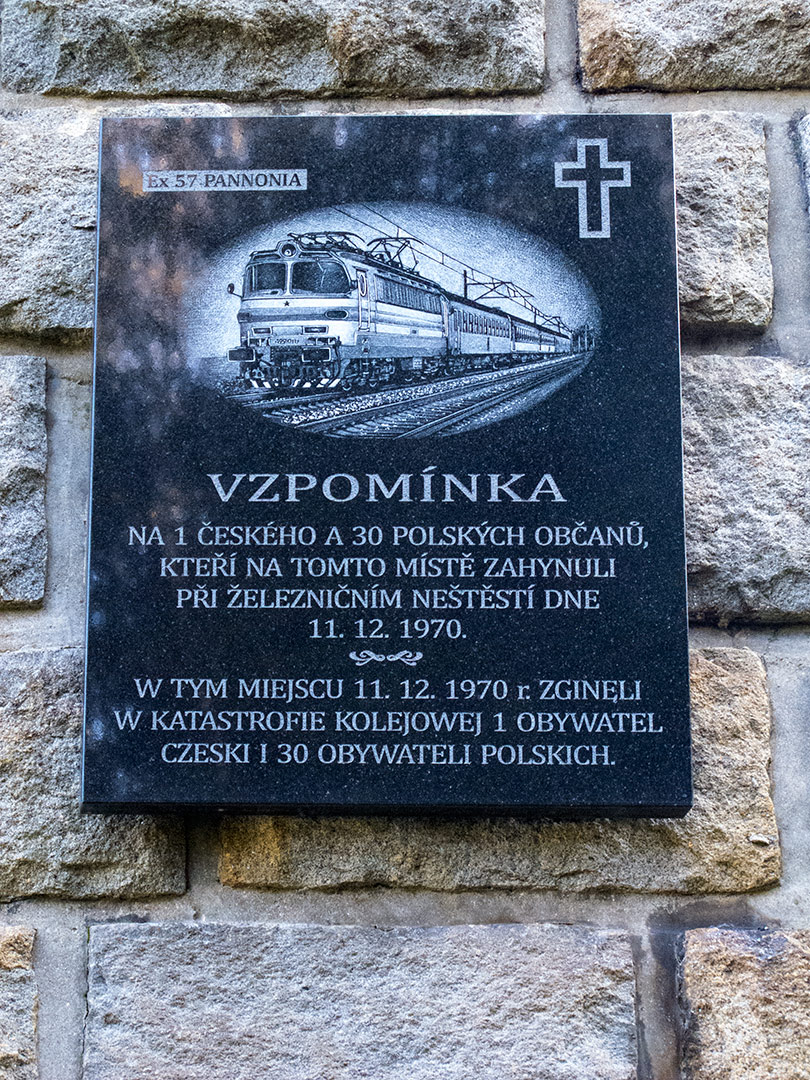 Ex 57 PANNONIA
VZPOMÍNKA
NA 1 ČESKÉHO A 30 POLSKÝCH OBČANŮ,
KTEŘÍ NA TOMTO MÍSTĚ ZAHYNULI
PŘI ŽELEZNIČNÍM NEŠTĚSTÍ DNE
11. 12. 1970.
W TYM MIEJSCU 11. 12. 1970 r. ZGINĘLI
W KATASTROFIE KOLEJOWEJ 1 OBYWATEL
CZESKI I 30 OBYWATELI POLSKICH.